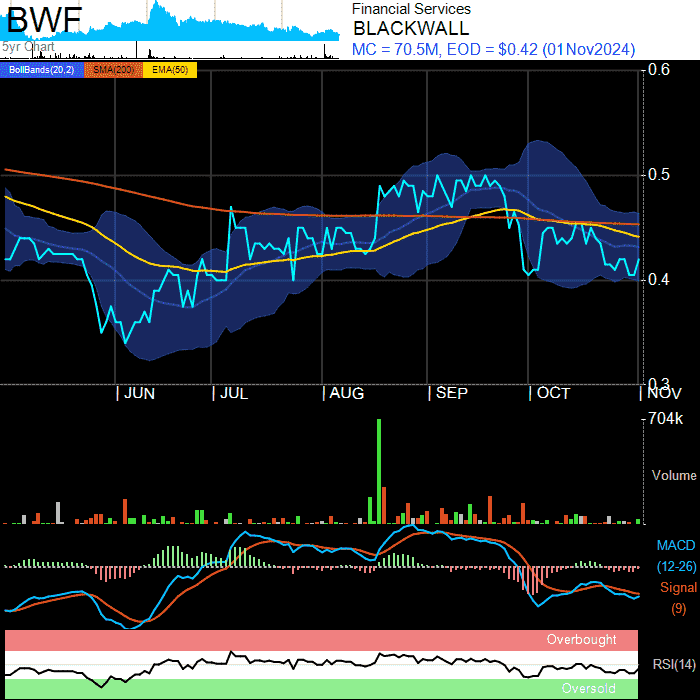 BWF
5yr Chart
Financial Services
BLACKWALL
MC = 70.5M, EOD = $0.42 (01Nov2024)
BollBands(20,2) SMA(200) EMA(50)
0.6
0.5
0.4
0.3
JUN JUL AUG SEP OCT NOV
704k
Volume
MACD
(12-26)
Signal
(9)
Overbought
RSI(14)
Oversold